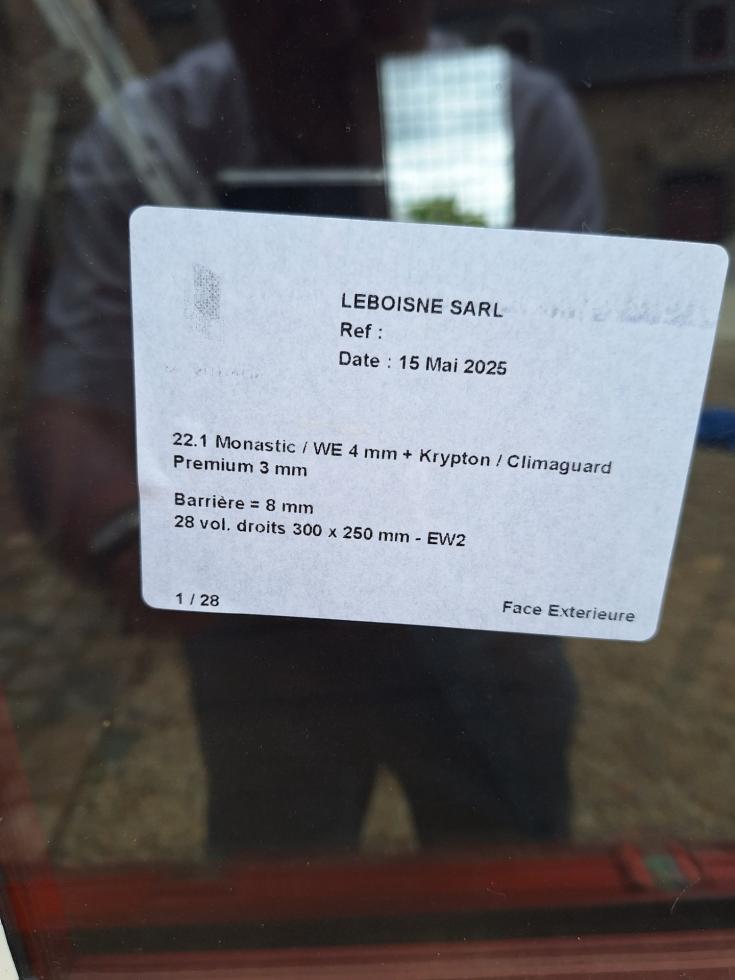 LEBOISNE SARL
Ref :
Date : 15 Mai 2025
22.1 Monastic / WE 4 mm + Krypton / Climaguard
Premium 3 mm
Barrière = 8 mm
28 vol. droits 300 x 250 mm - EW2
1 / 28
Face Exterieure